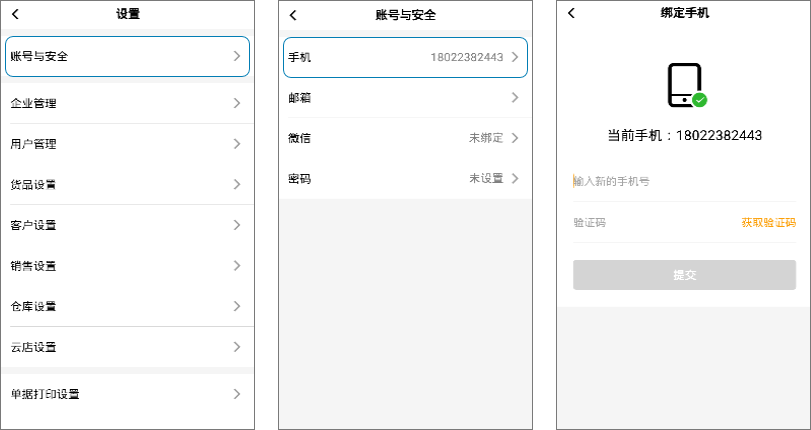 设置
账号与安全
企业管理
用户管理
货品设置
客户设置
销售设置
仓库设置
云店设置
单据打印设置
账号与安全
手机 18022382443
邮箱
微信 未绑定
密码 未设置
绑定手机
当前手机：18022382443
输入新的手机号
验证码 获取验证码
提交